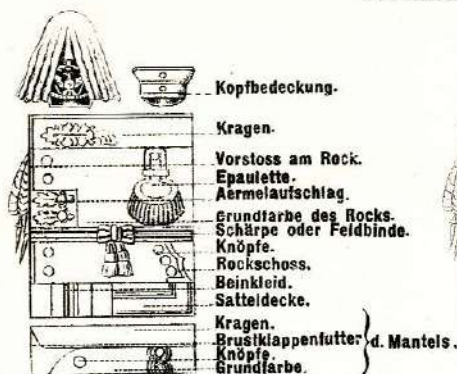 Kopfbedeckung.
Kragen.
Vorstoss am Rock.
Epaulette.
Aermelaufschlag.
Grundfarbe des Rocks.
Schärpe oder Feldbinde.
Knöpfe.
Rockschoss.
Beinkleid.
Satteldecke.
Kragen.
Brustklappenfutter d. Mantels.
Knöpfe.
Grundfarbe.